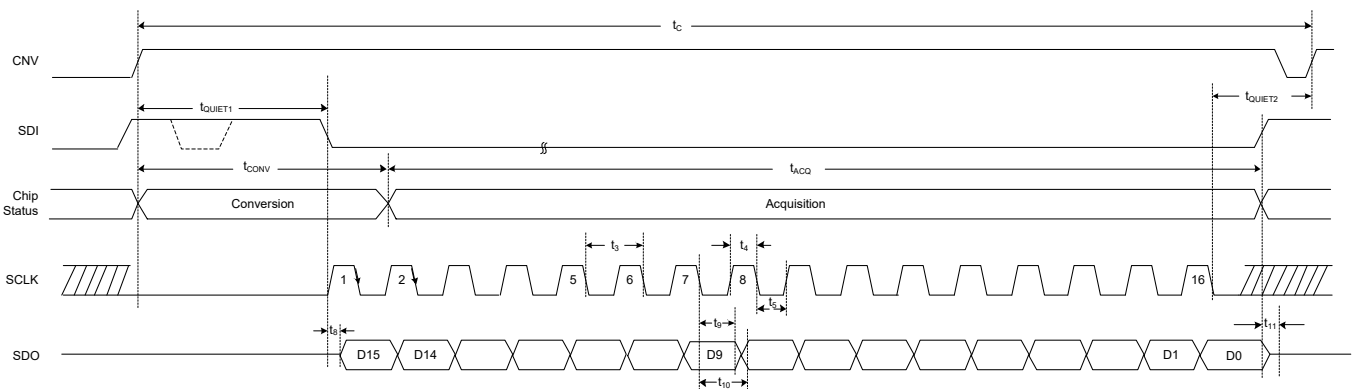 t_C
CNV
t_QUIET1
t_QUIET2
SDI
t_CONV
t_ACQ
Chip
Status
Conversion
Acquisition
t_3
t_4
SCLK
1
2
5
6
7
8
16
t_5
t_8
t_9
t_11
SDO
D15
D14
D9
D1
D0
t_10